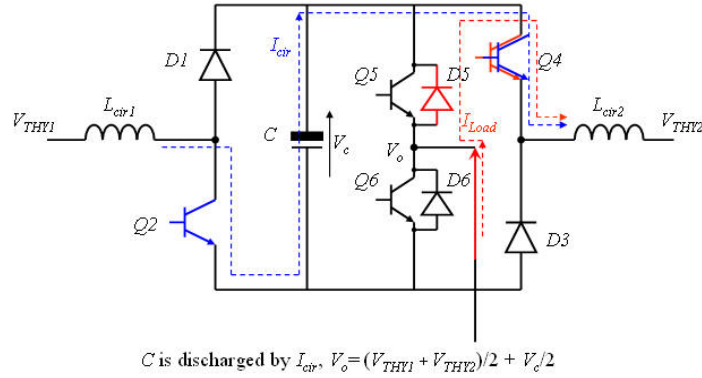 D1
I_cir
Q5
D5
Q4
V_THY1
L_cir1
C
V_c
V_o
I_Load
L_cir2
V_THY2
Q2
Q6
D6
D3
C is discharged by I_cir, V_o = (V_THY1 + V_THY2)/2 + V_c/2